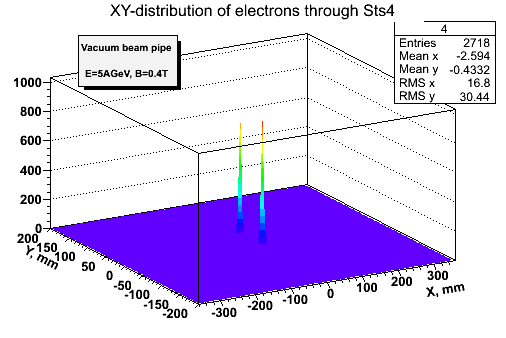 XY-distribution of electrons through Sts4
4
Entries 2718
Mean x -2.594
Mean y -0.4332
RMS x 16.8
RMS y 30.44
Vacuum beam pipe
E=5AGeV, B=0.4T
1000
800
600
400
200
0
200
150
100
50
0
-50
-100
-150
-200
Y, mm
-300
-200
-100
0
100
200
300
X, mm